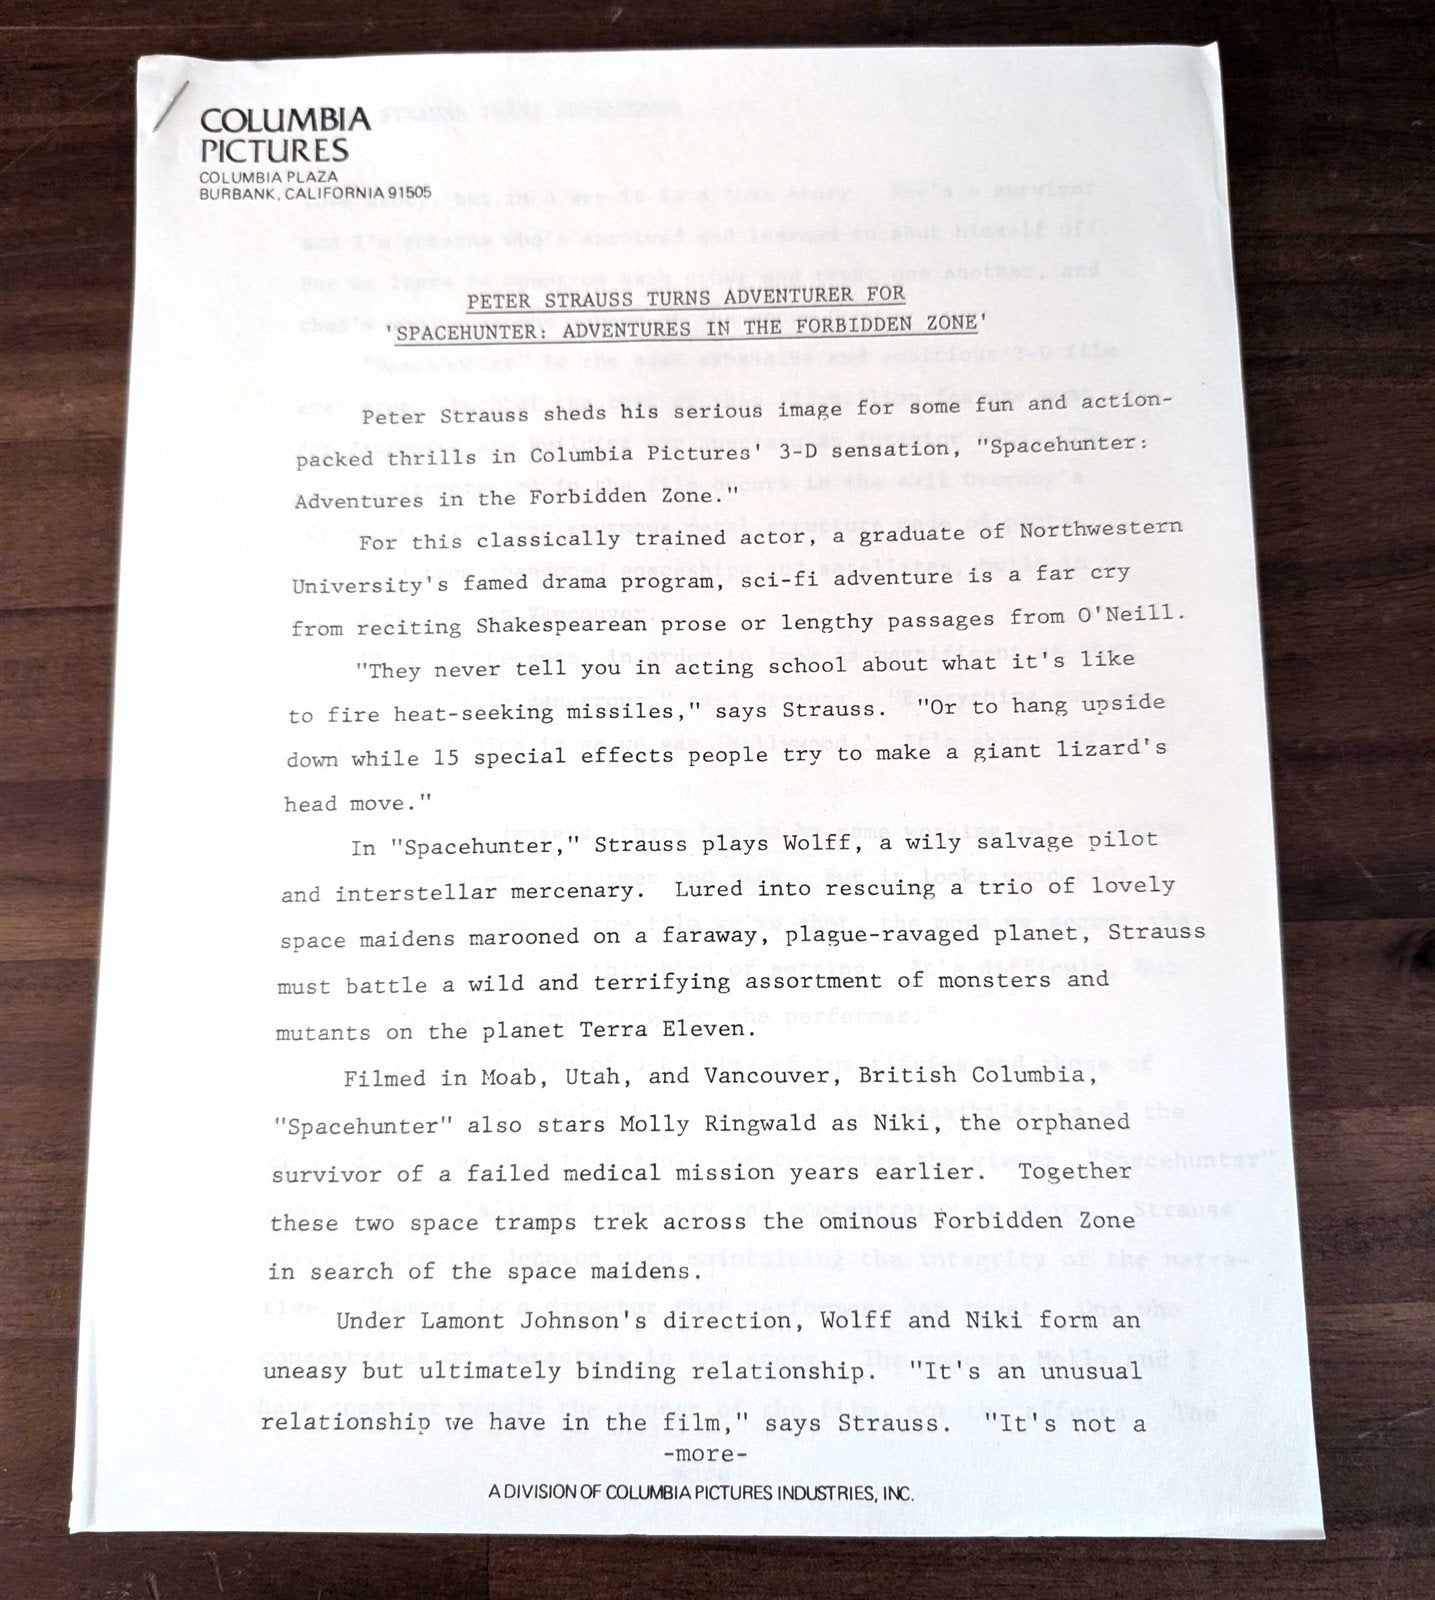 COLUMBIA
PICTURES
COLUMBIA PLAZA
BURBANK, CALIFORNIA 91505
PETER STRAUSS TURNS ADVENTURER FOR
'SPACEHUNTER: ADVENTURES IN THE FORBIDDEN ZONE'
Peter Strauss sheds his serious image for some fun and action-
packed thrills in Columbia Pictures' 3-D sensation, "Spacehunter:
Adventures in the Forbidden Zone."
For this classically trained actor, a graduate of Northwestern
University's famed drama program, sci-fi adventure is a far cry
from reciting Shakespearean prose or lengthy passages from O'Neill.
"They never tell you in acting school about what it's like
to fire heat-seeking missiles," says Strauss. "Or to hang upside
down while 15 special effects people try to make a giant lizard's
head move."
In "Spacehunter," Strauss plays Wolff, a wily salvage pilot
and interstellar mercenary. Lured into rescuing a trio of lovely
space maidens marooned on a faraway, plague-ravaged planet, Strauss
must battle a wild and terrifying assortment of monsters and
mutants on the planet Terra Eleven.
Filmed in Moab, Utah, and Vancouver, British Columbia,
"Spacehunter" also stars Molly Ringwald as Niki, the orphaned
survivor of a failed medical mission years earlier. Together
these two space tramps trek across the ominous Forbidden Zone
in search of the space maidens.
Under Lamont Johnson's direction, Wolff and Niki form an
uneasy but ultimately binding relationship. "It's an unusual
relationship we have in the film," says Strauss. "It's not a
-more-
A DIVISION OF COLUMBIA PICTURES INDUSTRIES, INC.